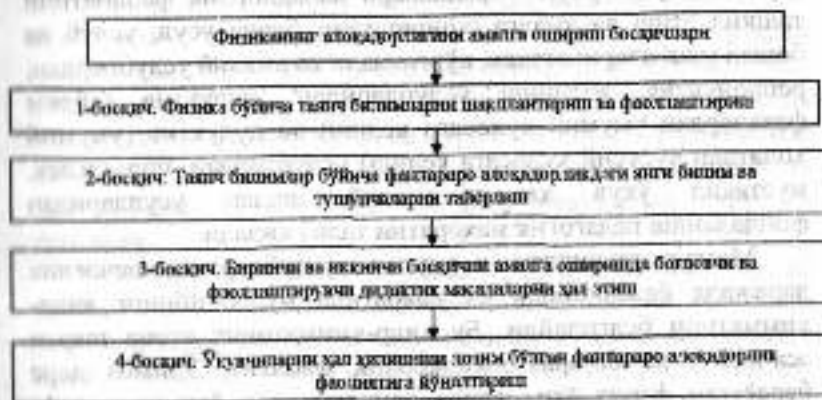 Физиканинг алоқадорлигини амалга ошириш босқичлари
1-босқич. Физика бўйича таянч билимларни шакллантириш ва фаоллаштириш
2-босқич. Таянч билимлар бўйича фанлараро алоқадорликдаги янги билим ва
тушунчаларни тайёрлаш
3-босқич. Биринчи ва иккинчи босқични амалга оширишда боғловчи ва
фаоллаштирувчи дидактик масалаларни ҳал этиш
4-босқич. Ўқувчиларни ҳал қилиниши лозим бўлган фанлараро алоқадорлик
фаолиятига йўналтириш